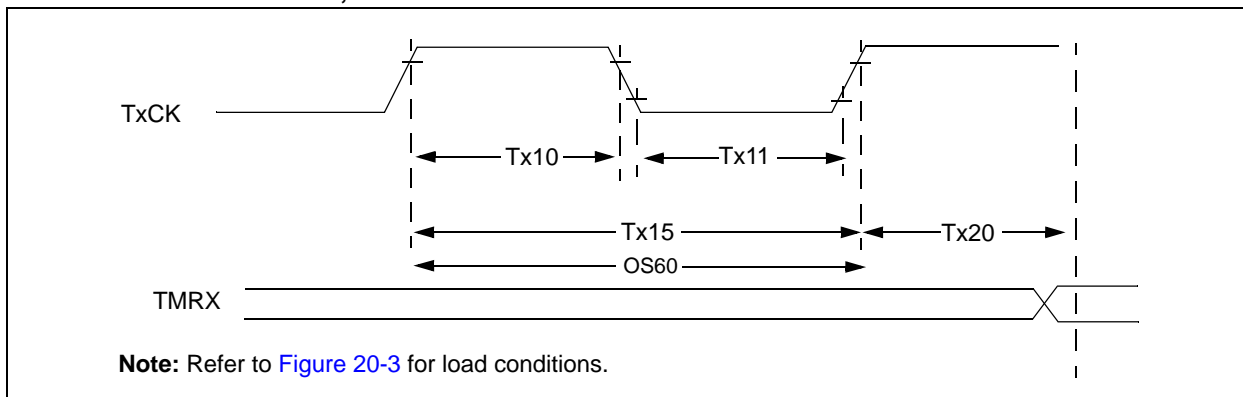 TxCK
Tx10
Tx11
Tx15
Tx20
OS60
TMRX
Note: Refer to Figure 20-3 for load conditions.